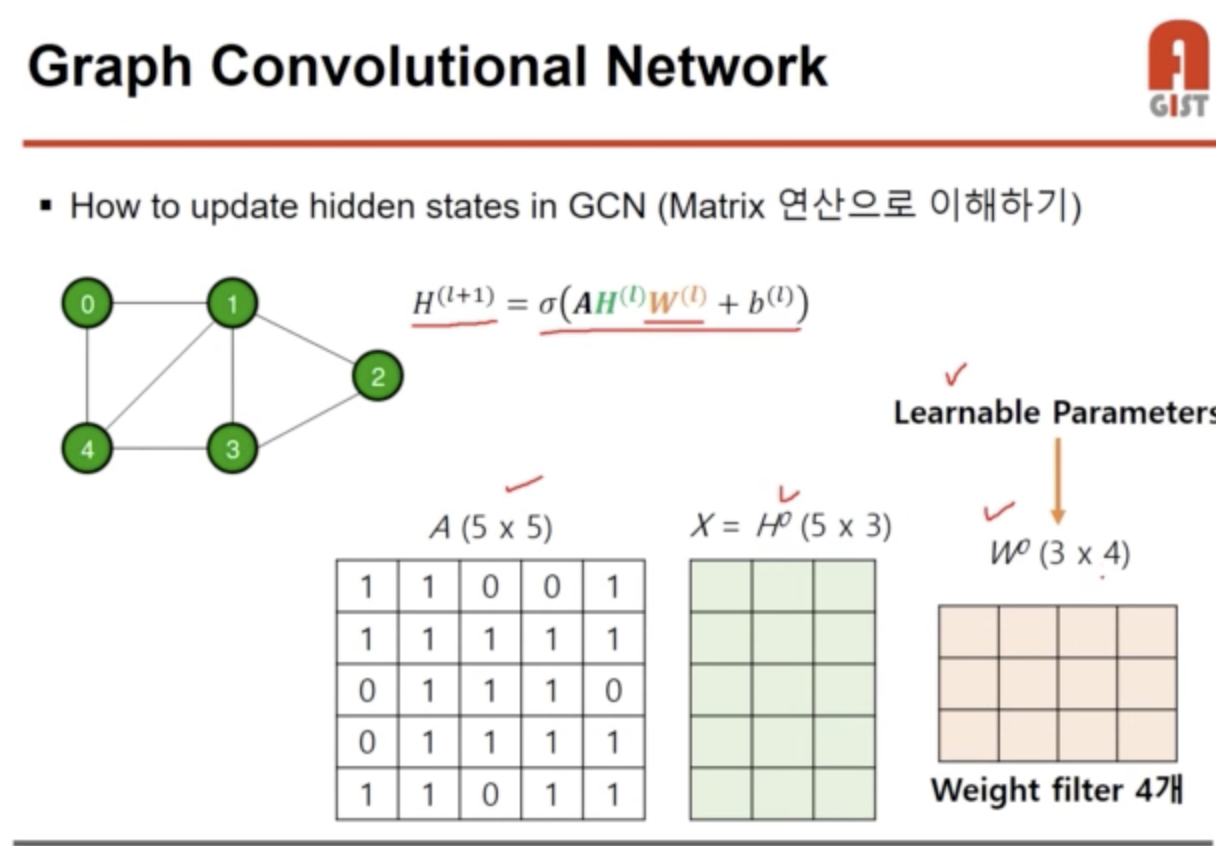 Graph Convolutional Network
GIST
▪ How to update hidden states in GCN (Matrix 연산으로 이해하기)
0
1
2
4
3
H^(l+1) = σ(AH^(l)W^(l) + b^(l))
Learnable Parameters
A (5 x 5)
1 1 0 0 1
1 1 1 1 1
0 1 1 1 0
0 1 1 1 1
1 1 0 1 1
X = H⁰ (5 x 3)
W⁰ (3 x 4)
Weight filter 4개